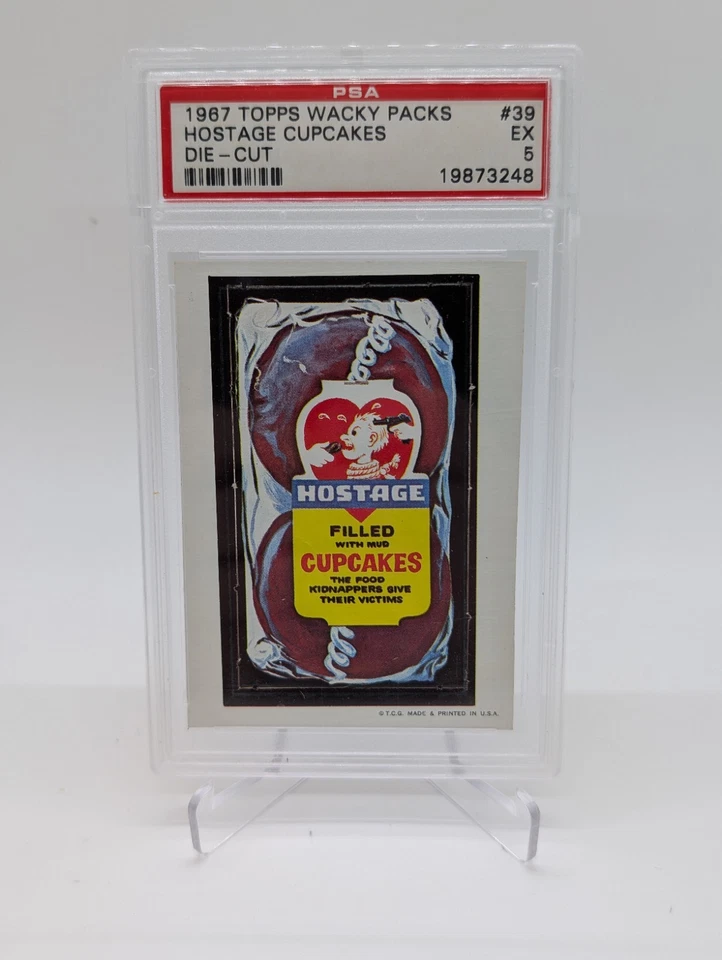 PSA
1967 TOPPS WACKY PACKS #39
HOSTAGE CUPCAKES EX
DIE-CUT 5
19873248
HOSTAGE
FILLED
WITH MUD
CUPCAKES
THE FOOD
KIDNAPPERS GIVE
THEIR VICTIMS
© T.C.G. MADE & PRINTED IN U.S.A.